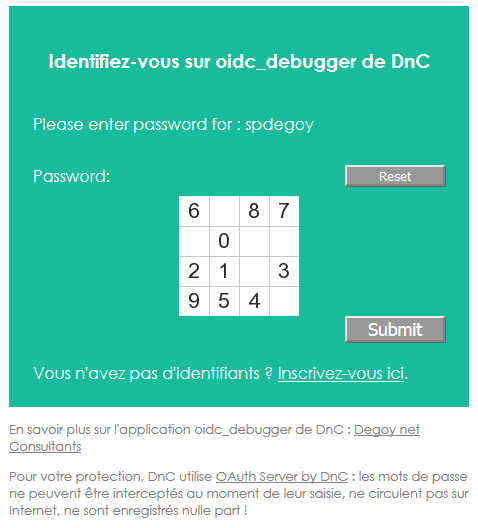 Identifiez-vous sur oidc_debugger de DnC
Please enter password for : spdegoy
Password:
Reset
6 8 7
0
2 1 3
9 5 4
Submit
Vous n'avez pas d'identifiants ? Inscrivez-vous ici.
En savoir plus sur l'application oidc_debugger de DnC : Degoy net
Consultants
Pour votre protection, DnC utilise OAuth Server by DnC : les mots de passe
ne peuvent être interceptés au moment de leur saisie, ne circulent pas sur
Internet, ne sont enregistrés nulle part !